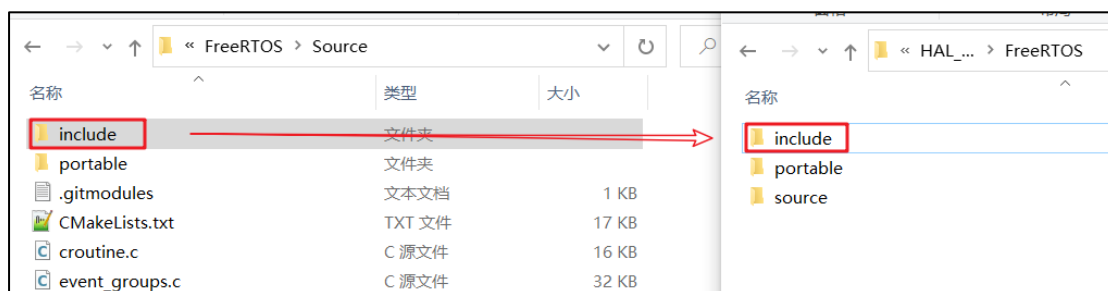 « FreeRTOS > Source
名称 类型 大小
include 文件夹
portable 文件夹
.gitmodules 文本文档 1 KB
CMakeLists.txt TXT 文件 17 KB
croutine.c C 源文件 16 KB
event_groups.c C 源文件 32 KB
« HAL_... > FreeRTOS
名称
include
portable
source